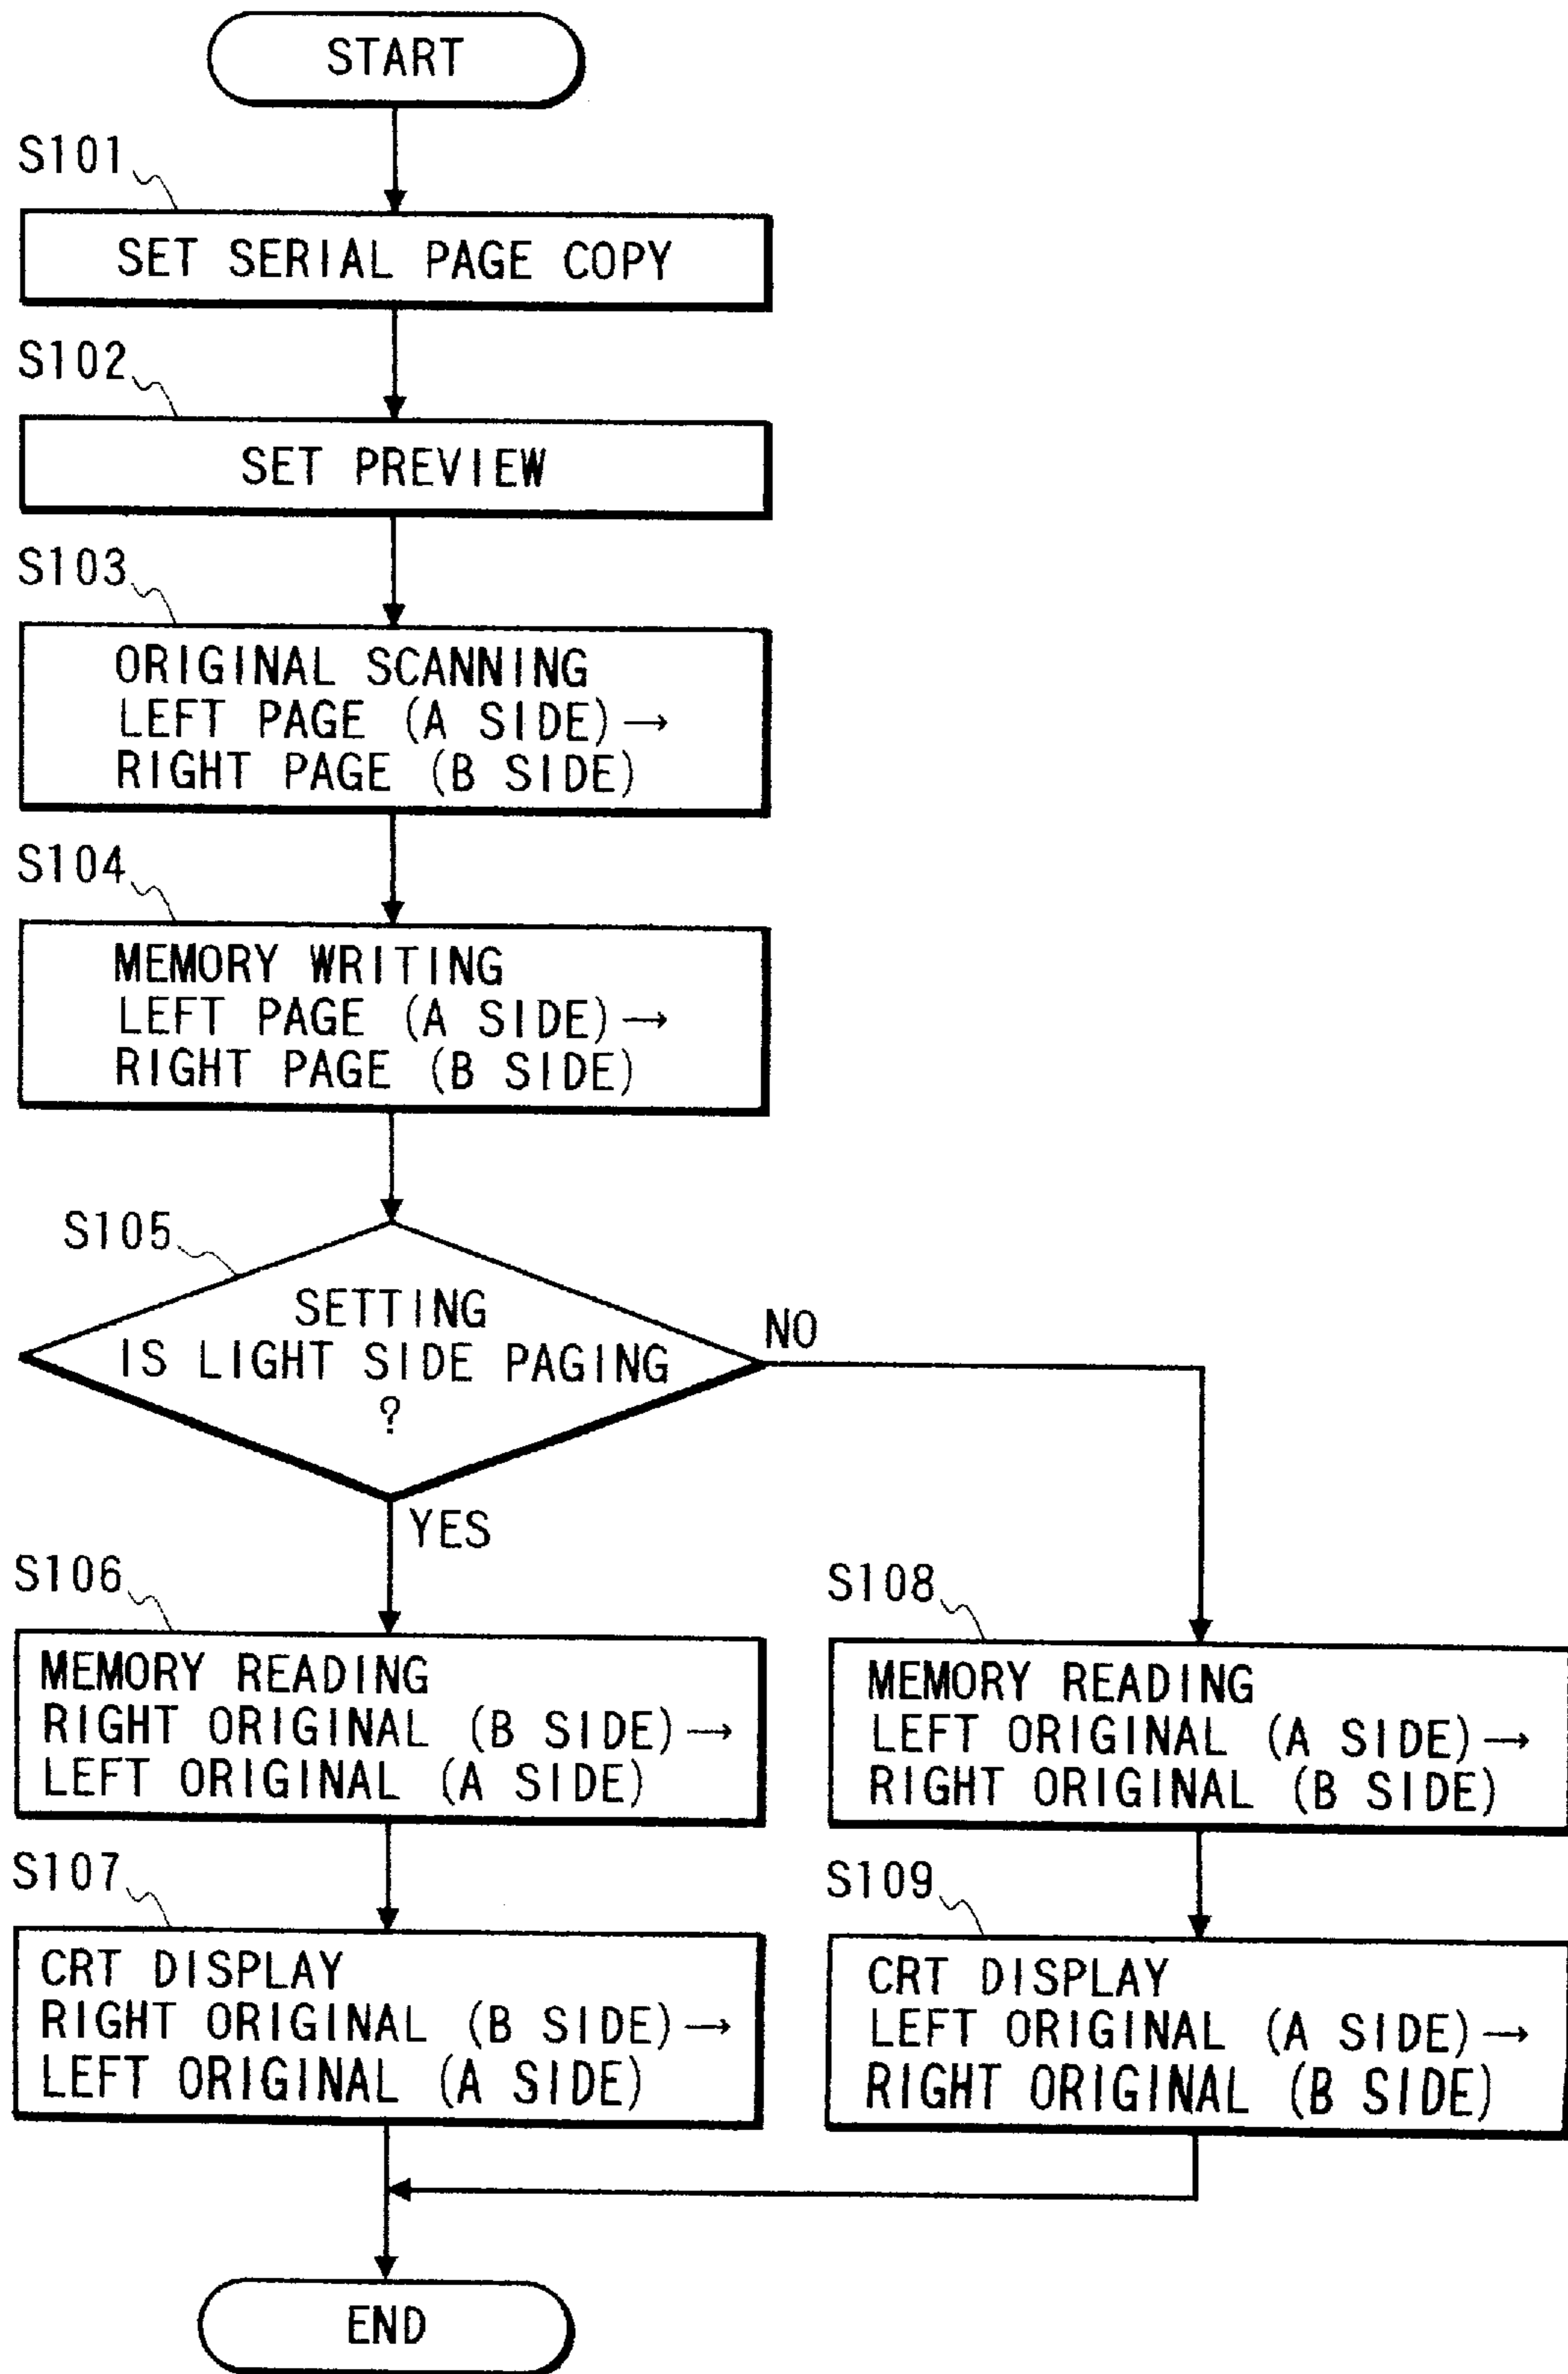 START
S101
SET SERIAL PAGE COPY
S102
SET PREVIEW
S103
ORIGINAL SCANNING
LEFT PAGE (A SIDE)→
RIGHT PAGE (B SIDE)
S104
MEMORY WRITING
LEFT PAGE (A SIDE)→
RIGHT PAGE (B SIDE)
S105
SETTING
IS LIGHT SIDE PAGING
?
NO
YES
S106
MEMORY READING
RIGHT ORIGINAL (B SIDE)→
LEFT ORIGINAL (A SIDE)
S107
CRT DISPLAY
RIGHT ORIGINAL (B SIDE)→
LEFT ORIGINAL (A SIDE)
S108
MEMORY READING
LEFT ORIGINAL (A SIDE)→
RIGHT ORIGINAL (B SIDE)
S109
CRT DISPLAY
LEFT ORIGINAL (A SIDE)→
RIGHT ORIGINAL (B SIDE)
END